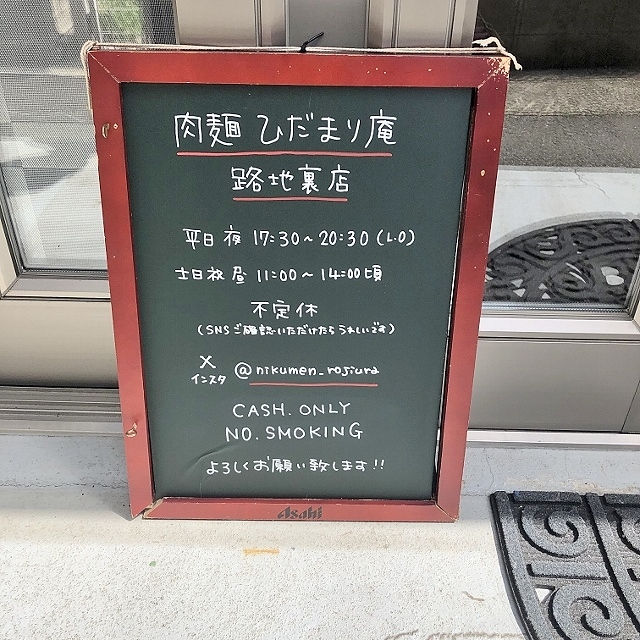 肉麺 ひだまり庵
路地裏店
平日 夜 17:30~20:30 (L.O)
土日祝 昼 11:00~14:00頃
不定休
(SNSご確認いただけたらうれしいです)
X
インスタ @nikumen_rojiura
CASH. ONLY
NO. SMOKING
よろしくお願い致します!!
Asahi